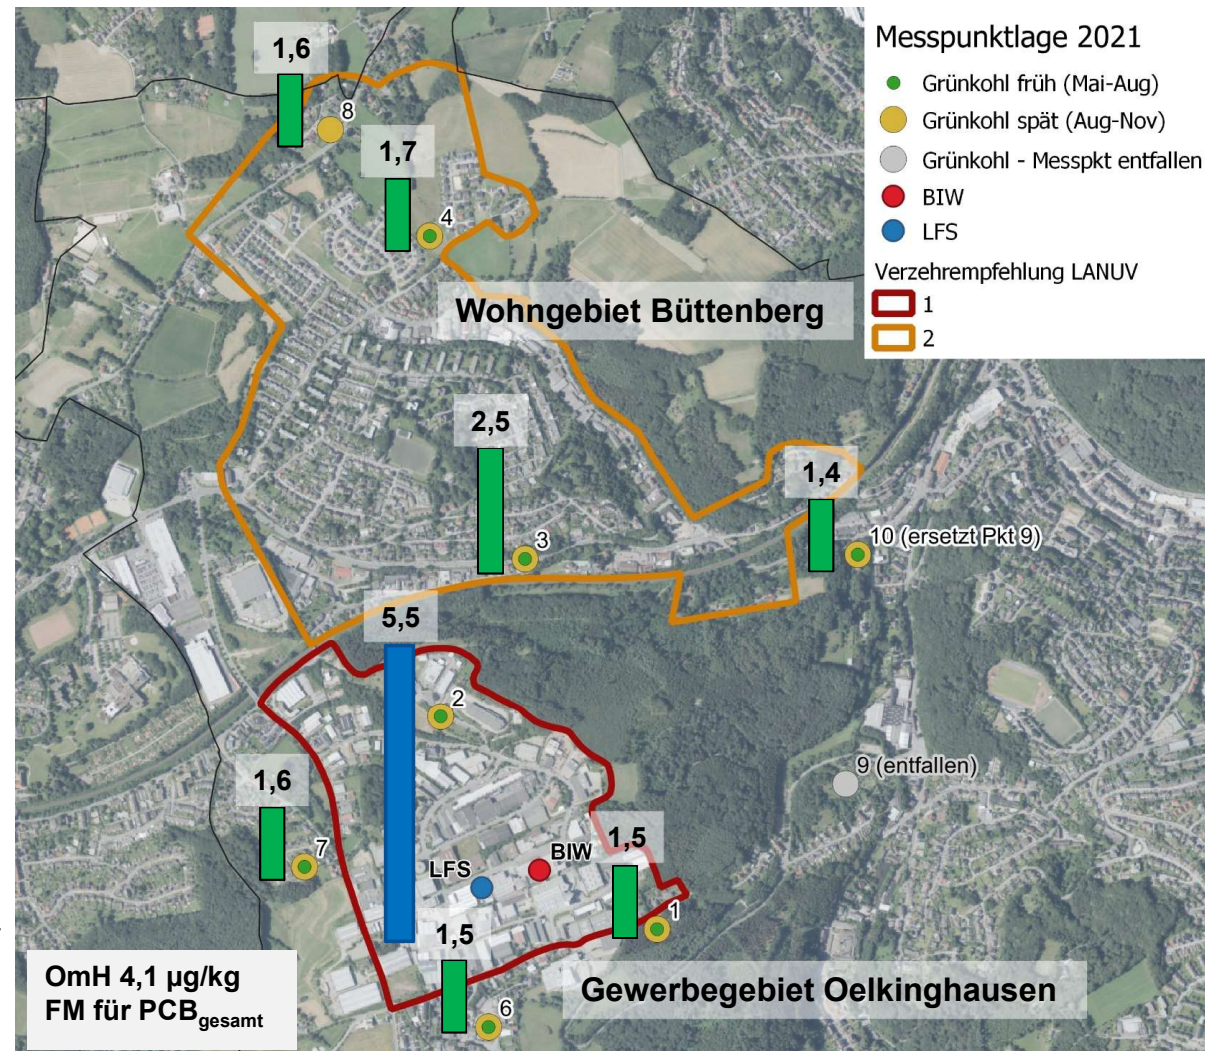 Messpunktlage 2021
Grünkohl früh (Mai-Aug)
Grünkohl spät (Aug-Nov)
Grünkohl - Messpkt entfallen
BIW
LFS
Verzehrempfehlung LANUV
1
2
1,6
8
1,7
4
Wohngebiet Büttenberg
2,5
3
1,4
10 (ersetzt Pkt 9)
5,5
2
9 (entfallen)
1,6
7
LFS
BIW
1,5
1
1,5
6
Gewerbegebiet Oelkinghausen
OmH 4,1 µg/kg
FM für PCBgesamt